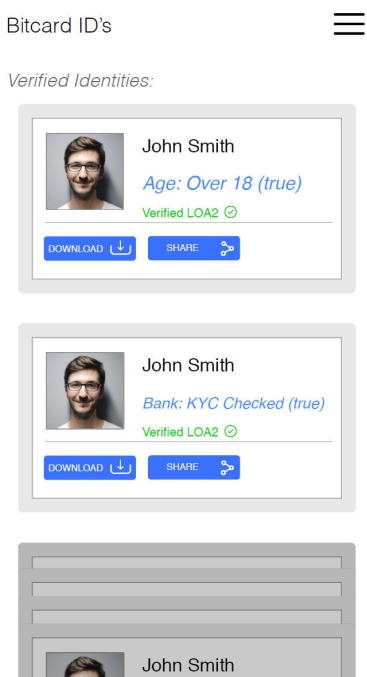 Bitcard ID's
Verified Identities:
John Smith
Age: Over 18 (true)
Verified LOA2
DOWNLOAD
SHARE
John Smith
Bank: KYC Checked (true)
Verified LOA2
DOWNLOAD
SHARE
John Smith